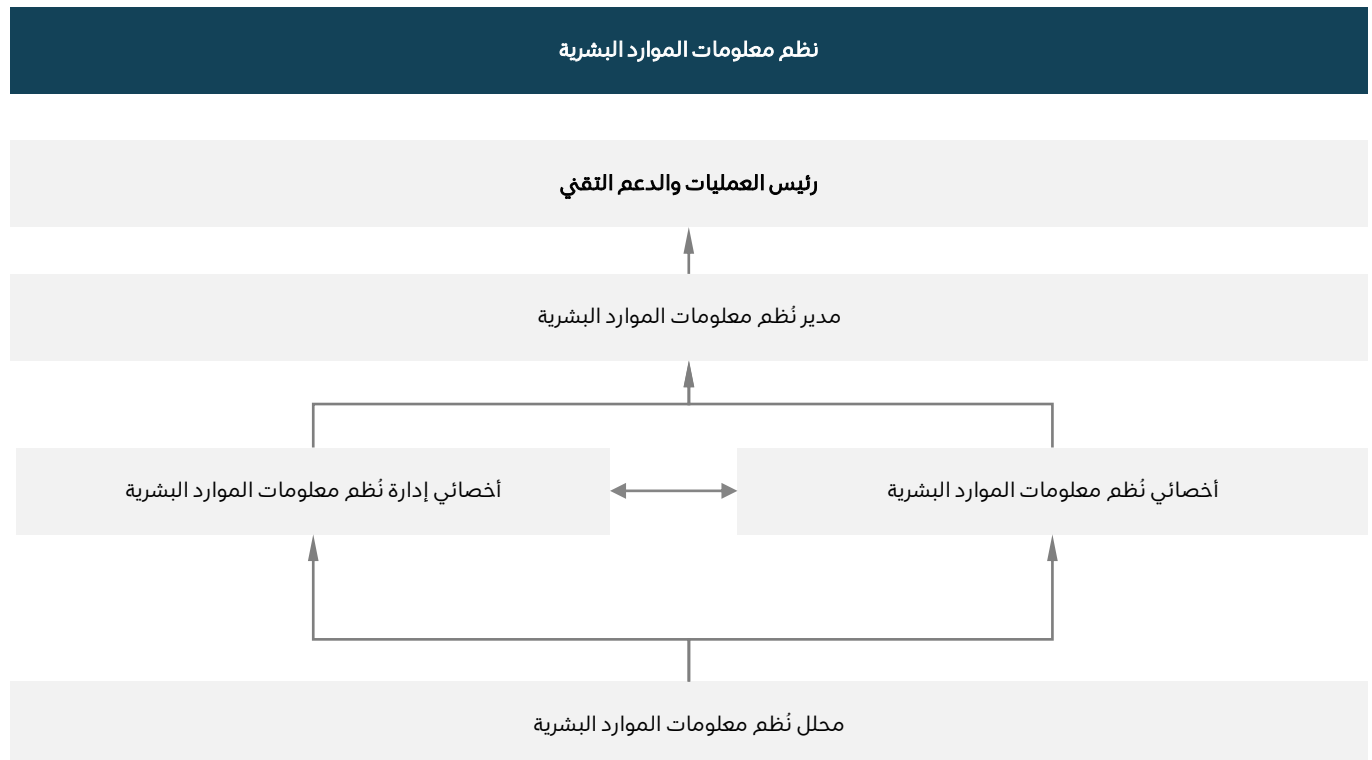 نظم معلومات الموارد البشرية
رئيس العمليات والدعم التقني
مدير نُظم معلومات الموارد البشرية
أخصائي نُظم معلومات الموارد البشرية
أخصائي إدارة نُظم معلومات الموارد البشرية
محلل نُظم معلومات الموارد البشرية